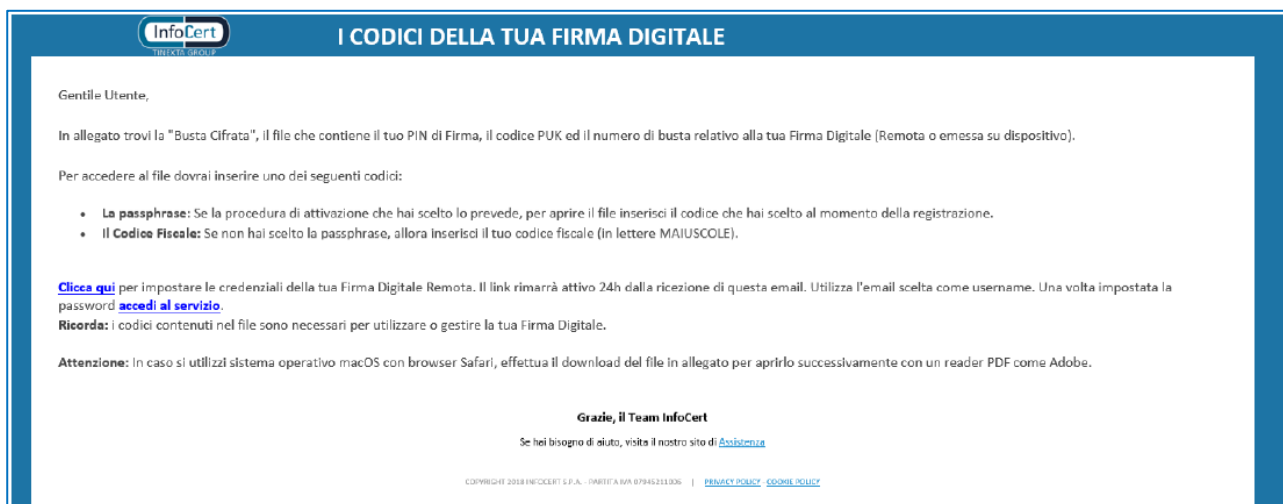 InfoCert
TINEXTA GROUP
I CODICI DELLA TUA FIRMA DIGITALE
Gentile Utente,
In allegato trovi la "Busta Cifrata", il file che contiene il tuo PIN di Firma, il codice PUK ed il numero di busta relativo alla tua Firma Digitale (Remota o emessa su dispositivo).
Per accedere al file dovrai inserire uno dei seguenti codici:
• La passphrase: Se la procedura di attivazione che hai scelto lo prevede, per aprire il file inserisci il codice che hai scelto al momento della registrazione.
• Il Codice Fiscale: Se non hai scelto la passphrase, allora inserisci il tuo codice fiscale (in lettere MAIUSCOLE).
Clicca qui per impostare le credenziali della tua Firma Digitale Remota. Il link rimarrà attivo 24h dalla ricezione di questa email. Utilizza l'email scelta come username. Una volta impostata la
password accedi al servizio.
Ricorda: i codici contenuti nel file sono necessari per utilizzare o gestire la tua Firma Digitale.
Attenzione: In caso si utilizzi sistema operativo macOS con browser Safari, effettua il download del file in allegato per aprirlo successivamente con un reader PDF come Adobe.
Grazie, il Team InfoCert
Se hai bisogno di aiuto, visita il nostro sito di Assistenza
COPYRIGHT 2018 INFOCERT S.P.A. - PARTITA IVA 07945211006 | PRIVACY POLICY - COOKIE POLICY